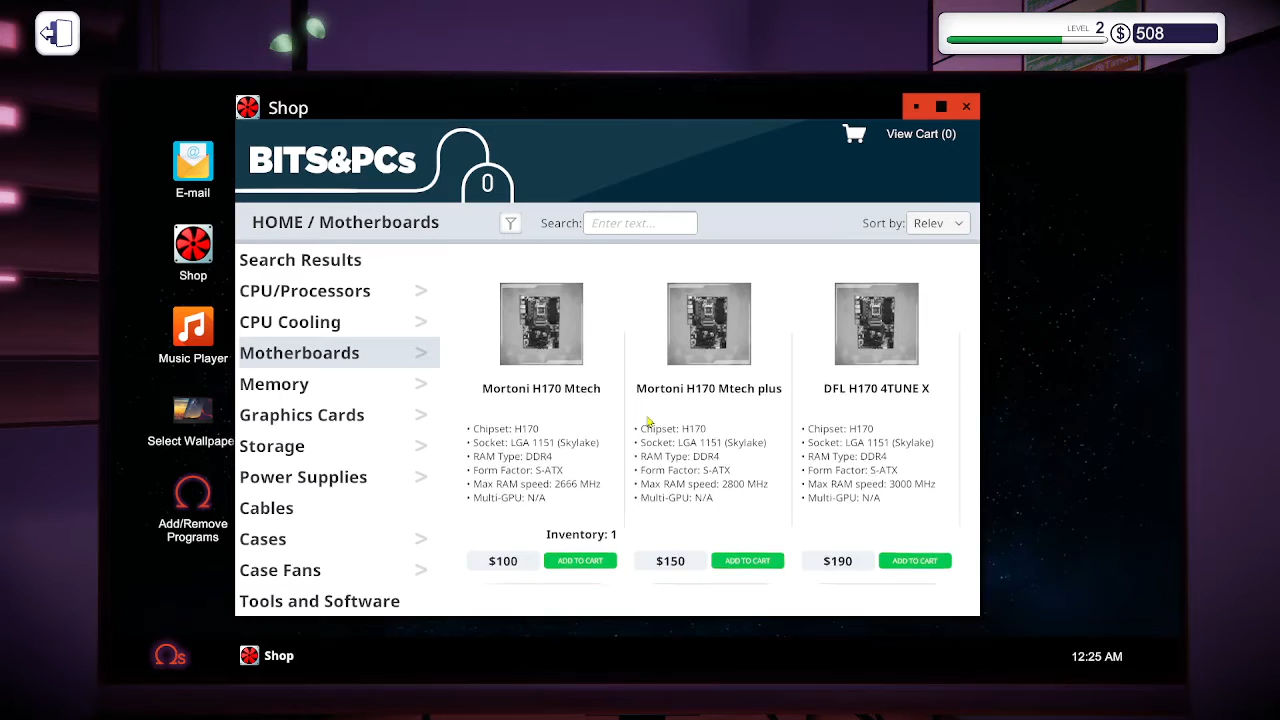 LEVEL 2 $ 508
Shop
BITS&PCs
View Cart (0)
HOME / Motherboards
Search: Enter text...
Sort by: Relev
E-mail
Shop
Music Player
Select Wallpape
Add/Remove
Programs
Search Results
CPU/Processors >
CPU Cooling >
Motherboards >
Memory >
Graphics Cards >
Storage >
Power Supplies >
Cables
Cases >
Case Fans >
Tools and Software
Mortoni H170 Mtech
• Chipset: H170
• Socket: LGA 1151 (Skylake)
• RAM Type: DDR4
• Form Factor: S-ATX
• Max RAM speed: 2666 MHz
• Multi-GPU: N/A
Inventory: 1
$100 ADD TO CART
Mortoni H170 Mtech plus
• Chipset: H170
• Socket: LGA 1151 (Skylake)
• RAM Type: DDR4
• Form Factor: S-ATX
• Max RAM speed: 2800 MHz
• Multi-GPU: N/A
$150 ADD TO CART
DFL H170 4TUNE X
• Chipset: H170
• Socket: LGA 1151 (Skylake)
• RAM Type: DDR4
• Form Factor: S-ATX
• Max RAM speed: 3000 MHz
• Multi-GPU: N/A
$190 ADD TO CART
Ωs
Shop
12:25 AM